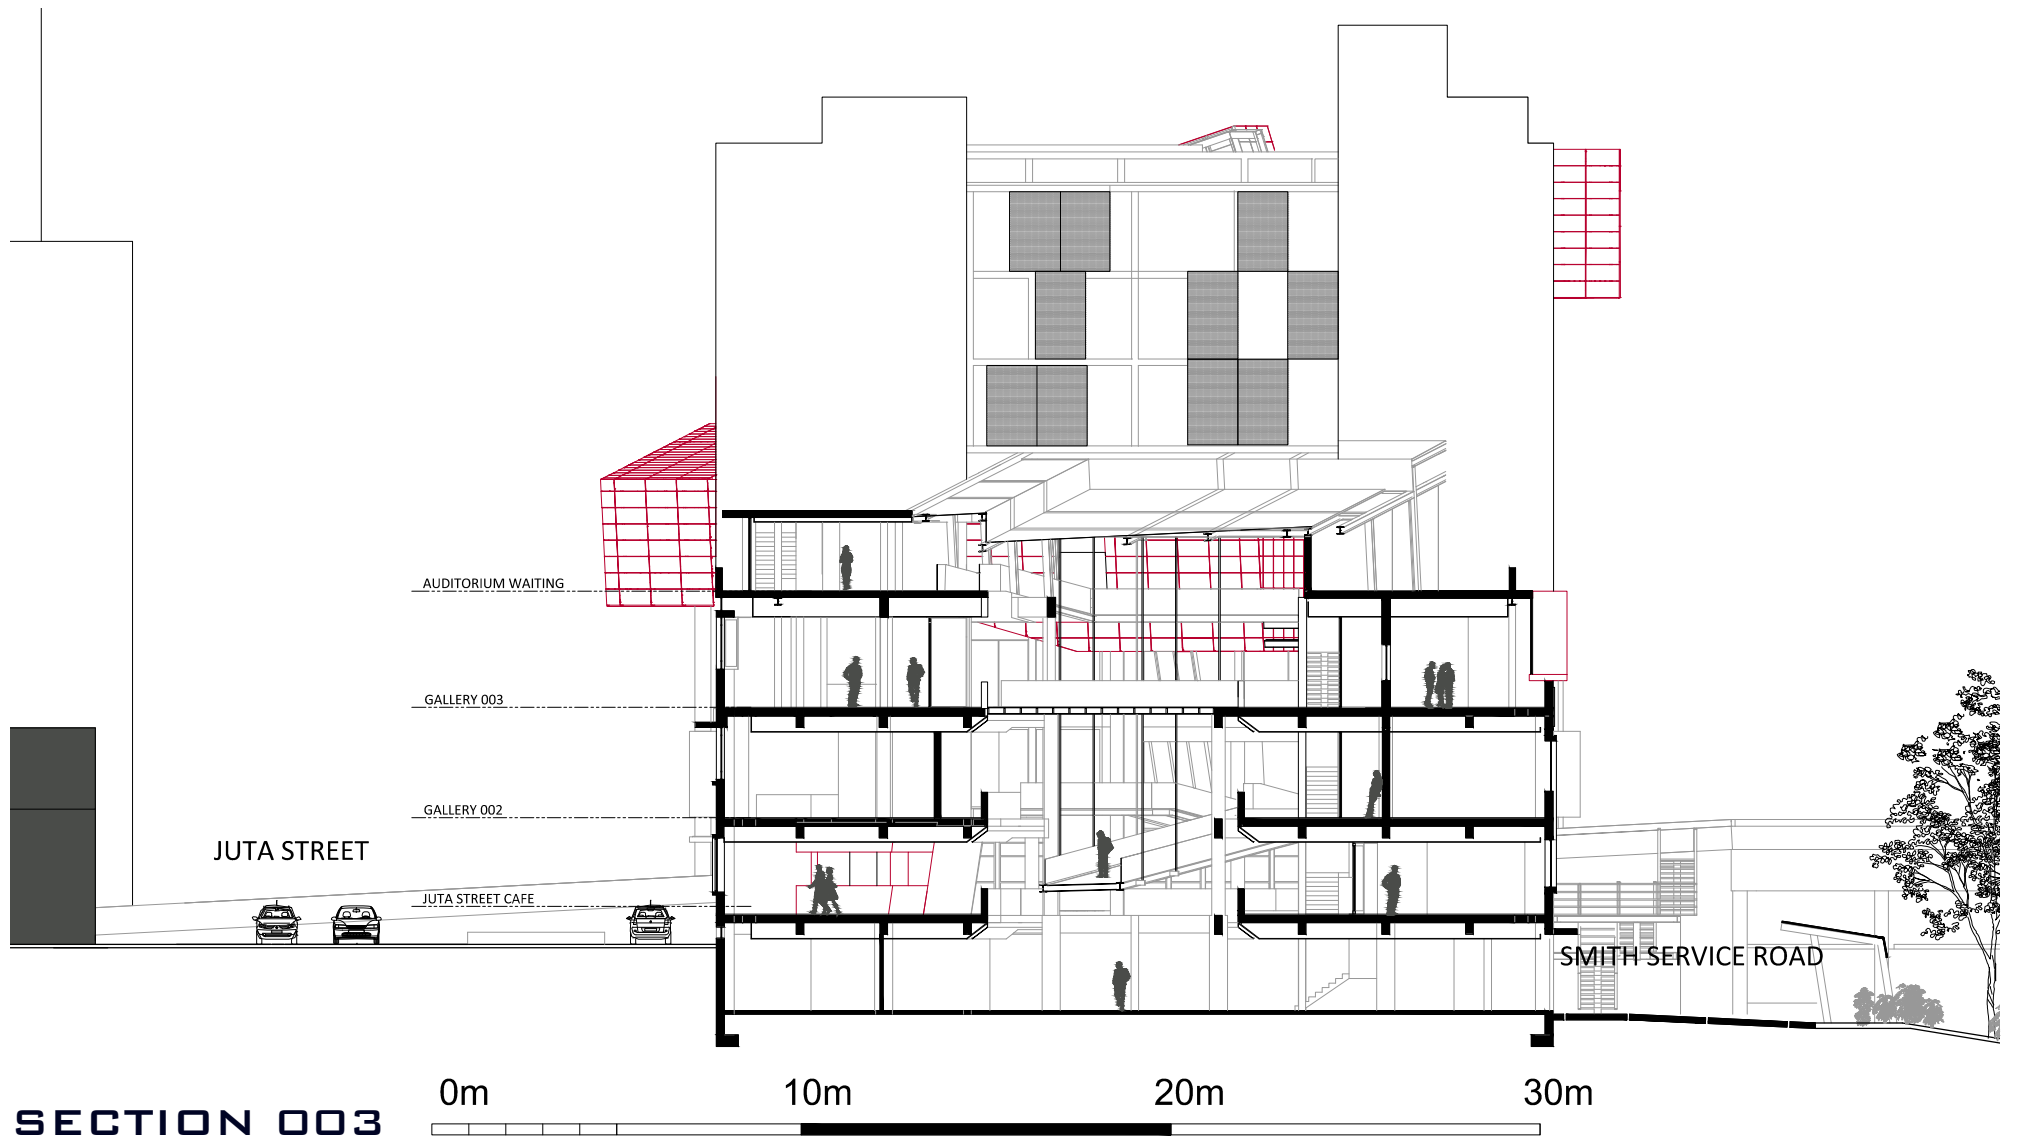 AUDITORIUM WAITING
GALLERY 003
GALLERY 002
JUTA STREET
JUTA STREET CAFE
SMITH SERVICE ROAD
0m 10m 20m 30m
SECTION 003